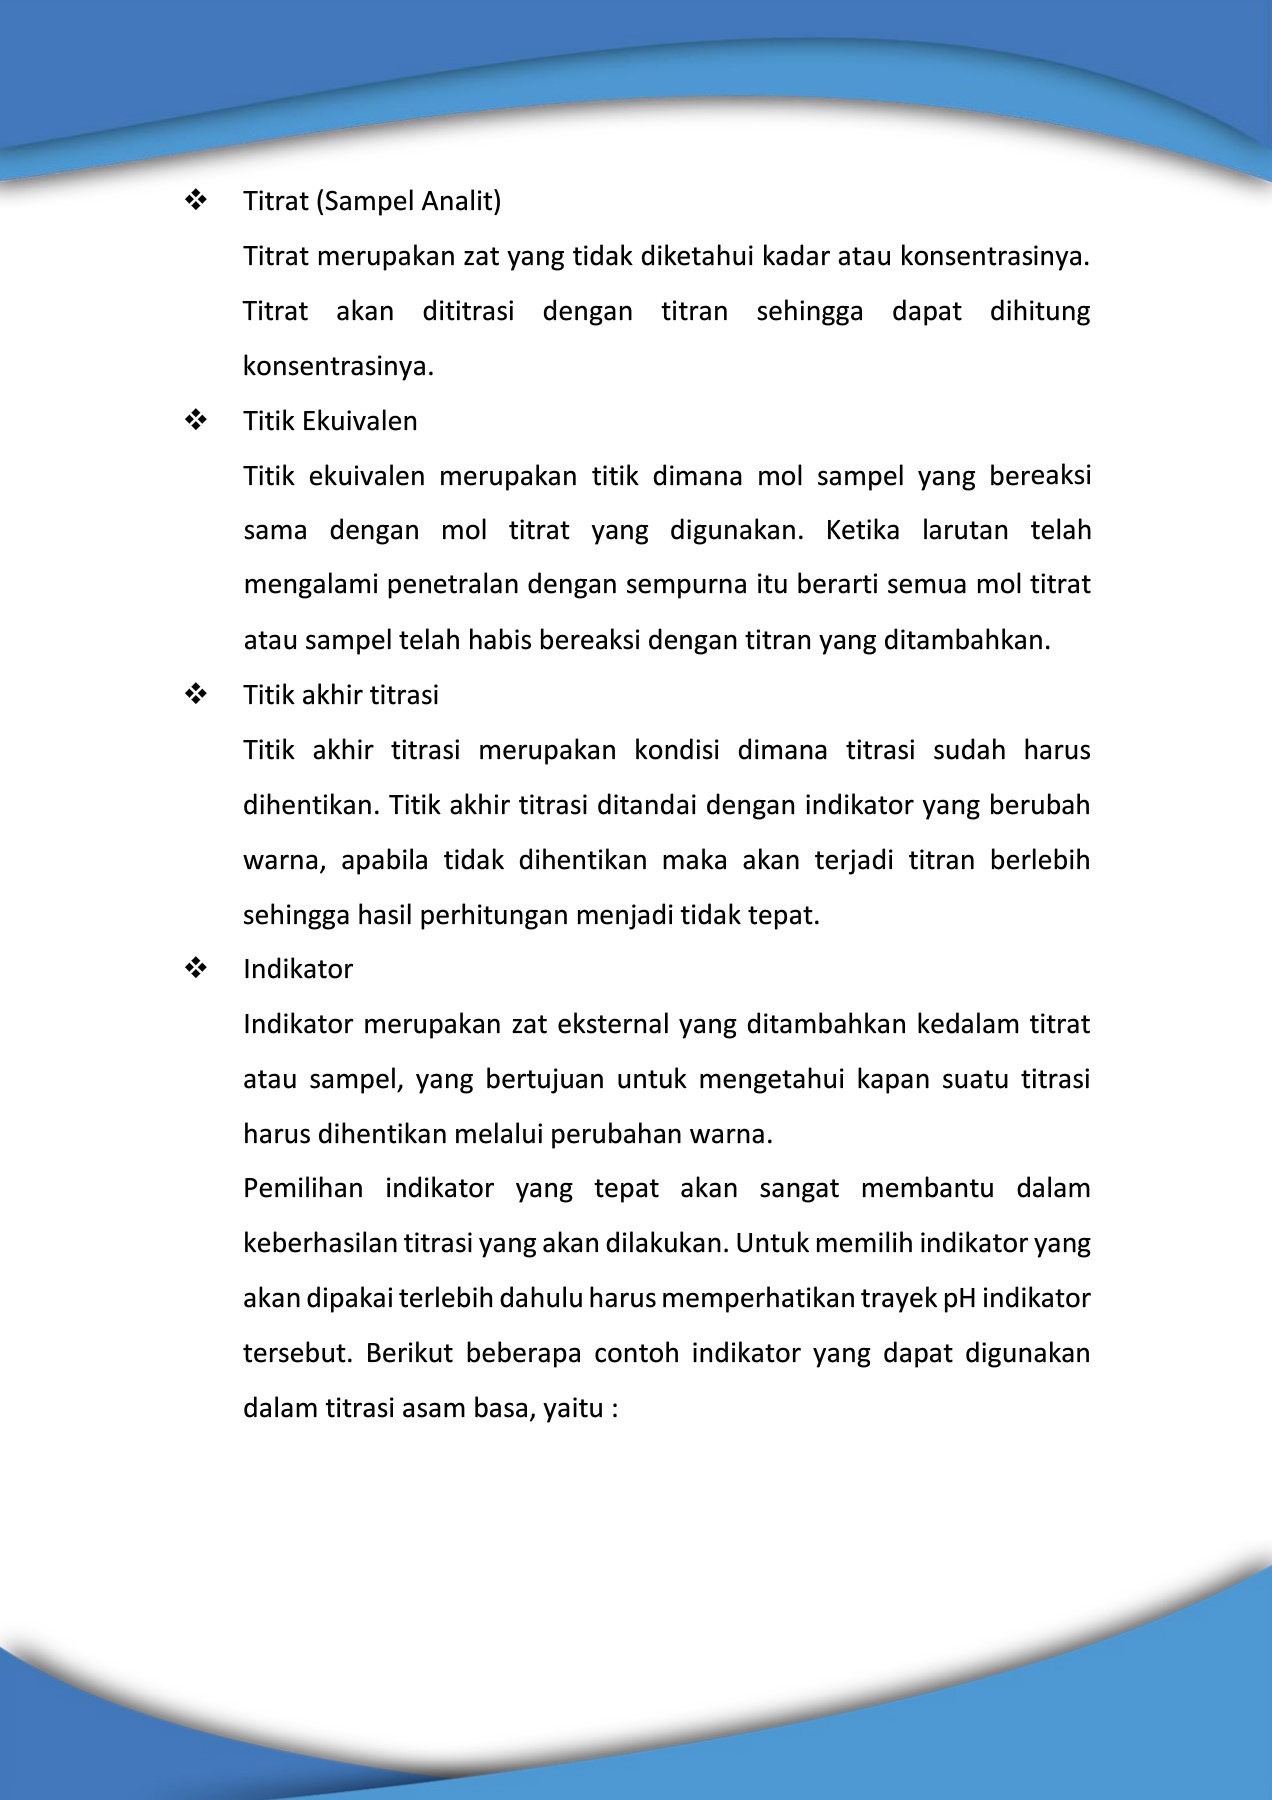 ❖ Titrat (Sampel Analit)
Titrat merupakan zat yang tidak diketahui kadar atau konsentrasinya.
Titrat akan dititrasi dengan titran sehingga dapat dihitung
konsentrasinya.
❖ Titik Ekuivalen
Titik ekuivalen merupakan titik dimana mol sampel yang bereaksi
sama dengan mol titrat yang digunakan. Ketika larutan telah
mengalami penetralan dengan sempurna itu berarti semua mol titrat
atau sampel telah habis bereaksi dengan titran yang ditambahkan.
❖ Titik akhir titrasi
Titik akhir titrasi merupakan kondisi dimana titrasi sudah harus
dihentikan. Titik akhir titrasi ditandai dengan indikator yang berubah
warna, apabila tidak dihentikan maka akan terjadi titran berlebih
sehingga hasil perhitungan menjadi tidak tepat.
❖ Indikator
Indikator merupakan zat eksternal yang ditambahkan kedalam titrat
atau sampel, yang bertujuan untuk mengetahui kapan suatu titrasi
harus dihentikan melalui perubahan warna.
Pemilihan indikator yang tepat akan sangat membantu dalam
keberhasilan titrasi yang akan dilakukan. Untuk memilih indikator yang
akan dipakai terlebih dahulu harus memperhatikan trayek pH indikator
tersebut. Berikut beberapa contoh indikator yang dapat digunakan
dalam titrasi asam basa, yaitu :